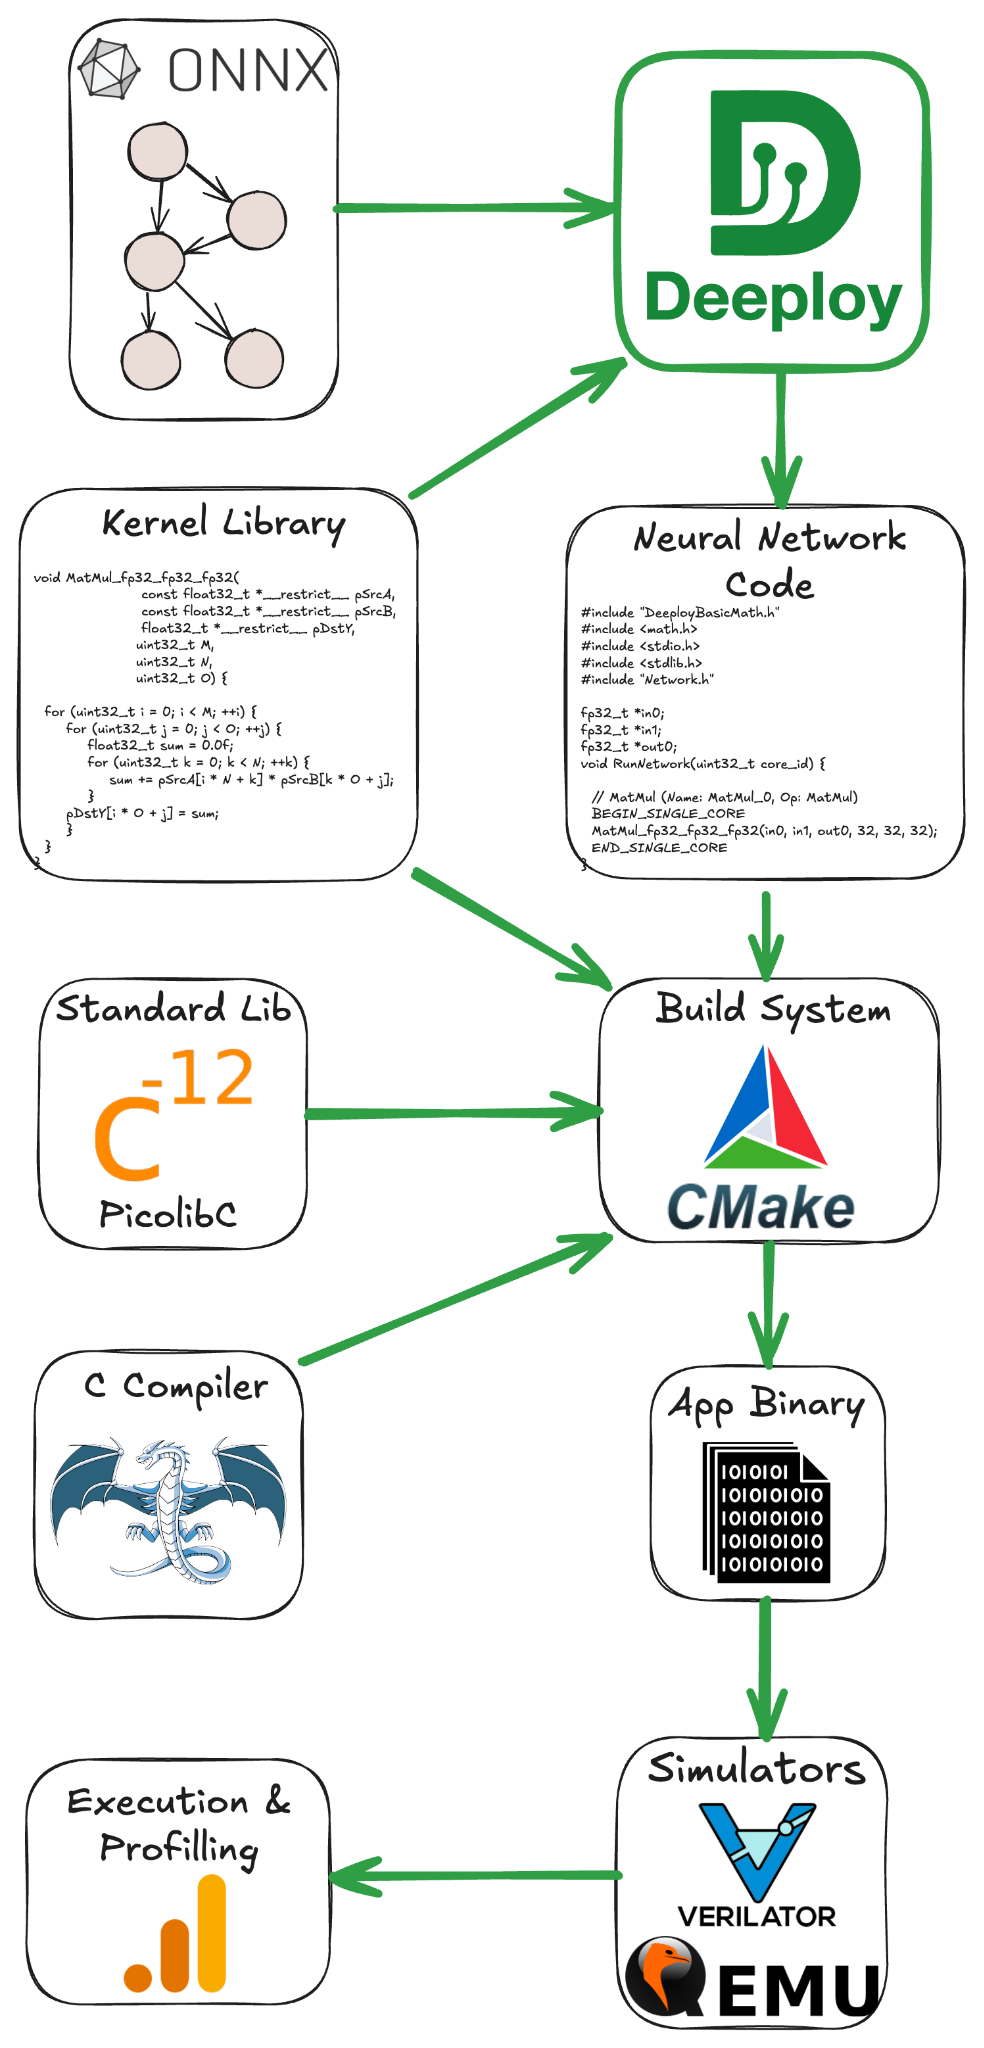 ONNX
Deeploy
Kernel Library
void MatMul_fp32_fp32_fp32(
const float32_t *__restrict__ pSrcA,
const float32_t *__restrict__ pSrcB,
float32_t *__restrict__ pDstY,
uint32_t M,
uint32_t N,
uint32_t O) {
for (uint32_t i = 0; i < M; ++i) {
for (uint32_t j = 0; j < O; ++j) {
float32_t sum = 0.0f;
for (uint32_t k = 0; k < N; ++k) {
sum += pSrcA[i * N + k] * pSrcB[k * O + j];
}
pDstY[i * O + j] = sum;
}
}
}
Neural Network
Code
#include "DeeployBasicMath.h"
#include <math.h>
#include <stdio.h>
#include <stdlib.h>
#include "Network.h"
fp32_t *in0;
fp32_t *in1;
fp32_t *out0;
void RunNetwork(uint32_t core_id) {
// MatMul (Name: MatMul_0, Op: MatMul)
BEGIN_SINGLE_CORE
MatMul_fp32_fp32_fp32(in0, in1, out0, 32, 32, 32);
END_SINGLE_CORE
}
Standard Lib
C-12
PicolibC
Build System
CMake
C Compiler
App Binary
1010101
1010101010
1010101010
1010101010
1010101010
Execution &
Profilling
Simulators
VERILATOR
QEMU